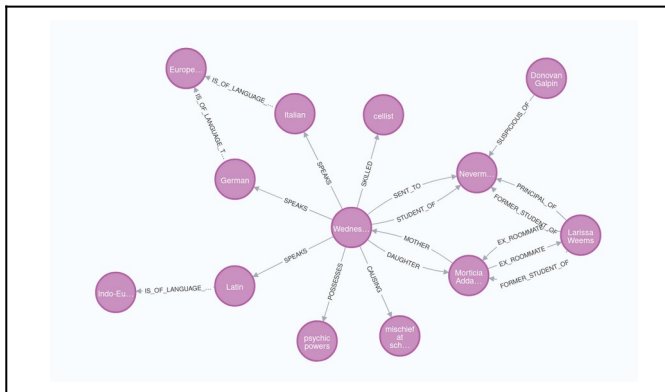 Europe...
IS_OF_LANGUAGE_...
Italian
cellist
Donovan
Galpin
IS_OF_LANGUAGE_T...
SUSPICIOUS_OF
SPEAKS
SKILLED
German
SENT_TO
Neverm...
PRINCIPAL_OF
SPEAKS
STUDENT_OF
FORMER_STUDENT_OF
Wednes...
Larissa
Weems
MOTHER
EX_ROOMMATE
SPEAKS
DAUGHTER
EX_ROOMMATE
Morticia
Adda...
FORMER_STUDENT_OF
Indo-Eu...
IS_OF_LANGUAGE_...
Latin
POSSESSES
CAUSING
psychic
powers
mischief
at
sch...